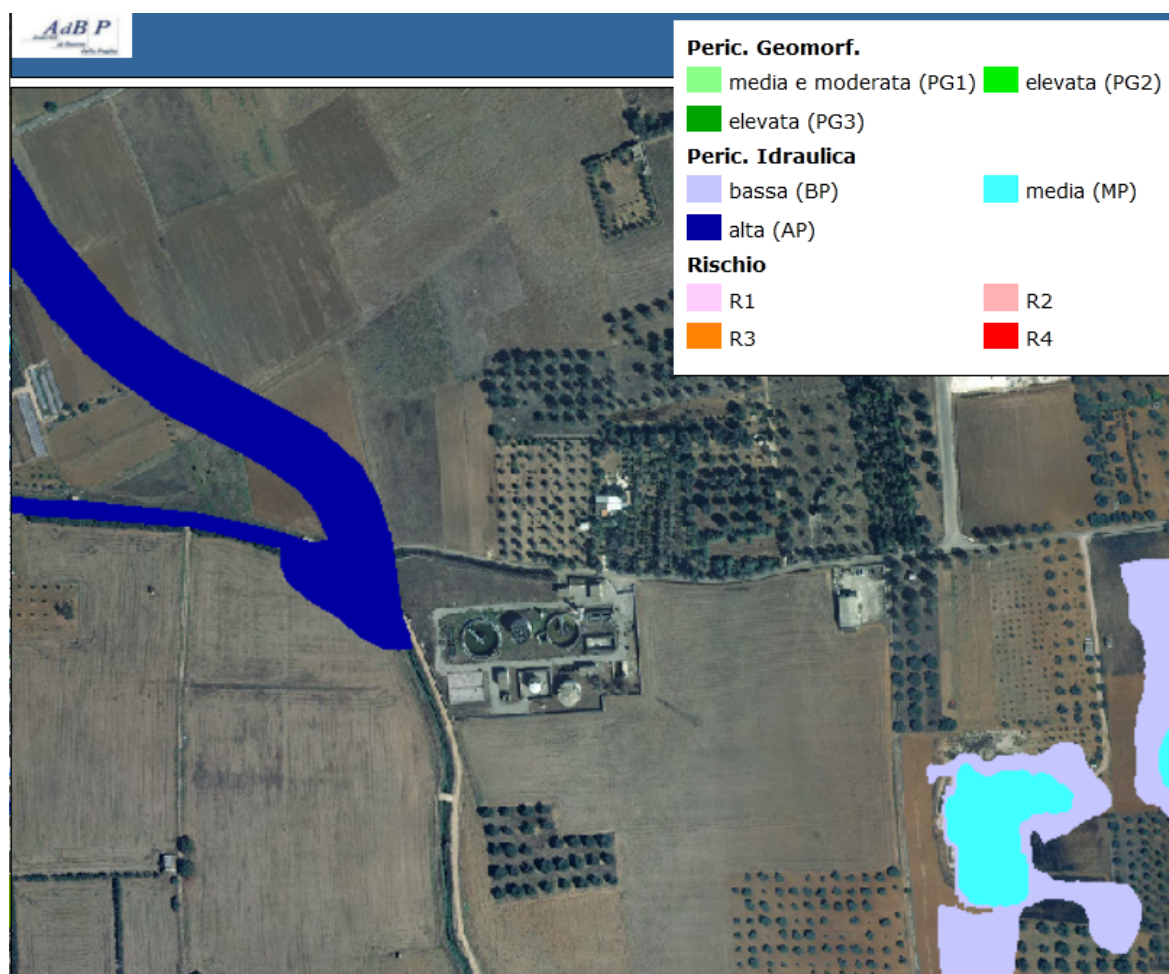 AdB P
Peric. Geomorf.
media e moderata (PG1) elevata (PG2)
elevata (PG3)
Peric. Idraulica
bassa (BP) media (MP)
alta (AP)
Rischio
R1 R2
R3 R4